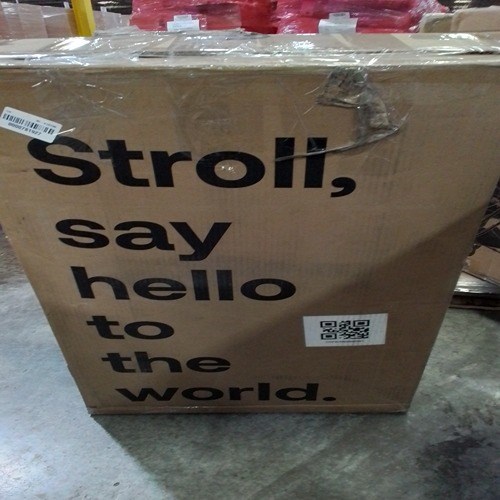 Stroll,
say
hello
to
the
world.